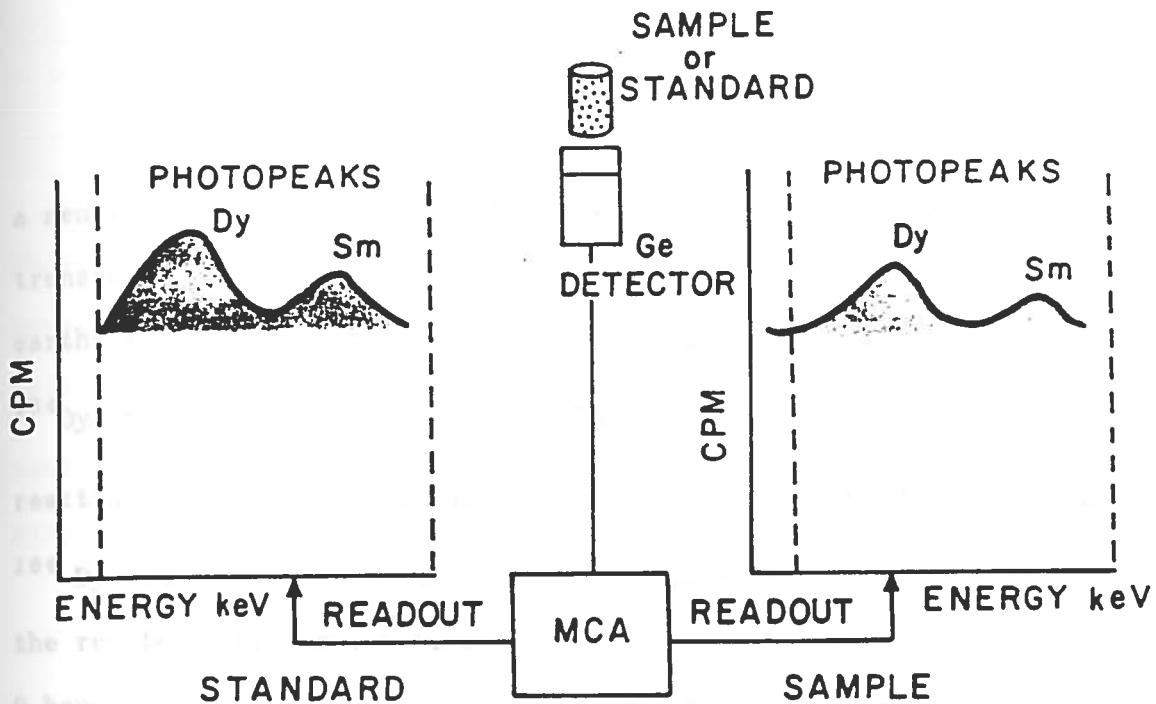 SAMPLE
or
STANDARD
PHOTOPEAKS
Dy
Sm
CPM
ENERGY keV
READOUT
STANDARD
Ge
DETECTOR
MCA
PHOTOPEAKS
Dy
Sm
CPM
READOUT
ENERGY keV
SAMPLE